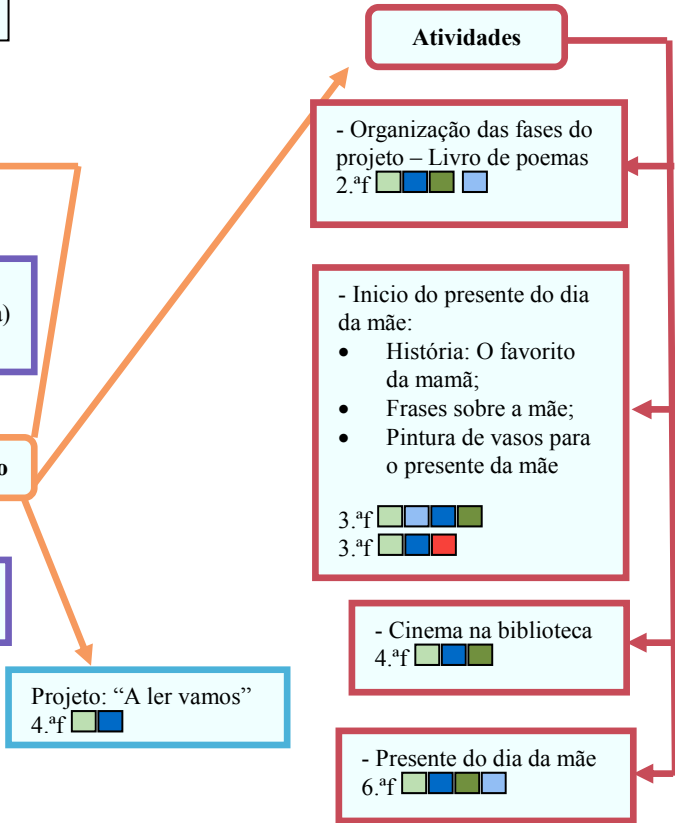 Atividades
- Organização das fases do
projeto – Livro de poemas
2.ªf
- Inicio do presente do dia
da mãe:
• História: O favorito
da mamã;
• Frases sobre a mãe;
• Pintura de vasos para
o presente da mãe
3.ªf
3.ªf
- Cinema na biblioteca
4.ªf
- Presente do dia da mãe
6.ªf
)
o
Projeto: “A ler vamos”
4.ªf